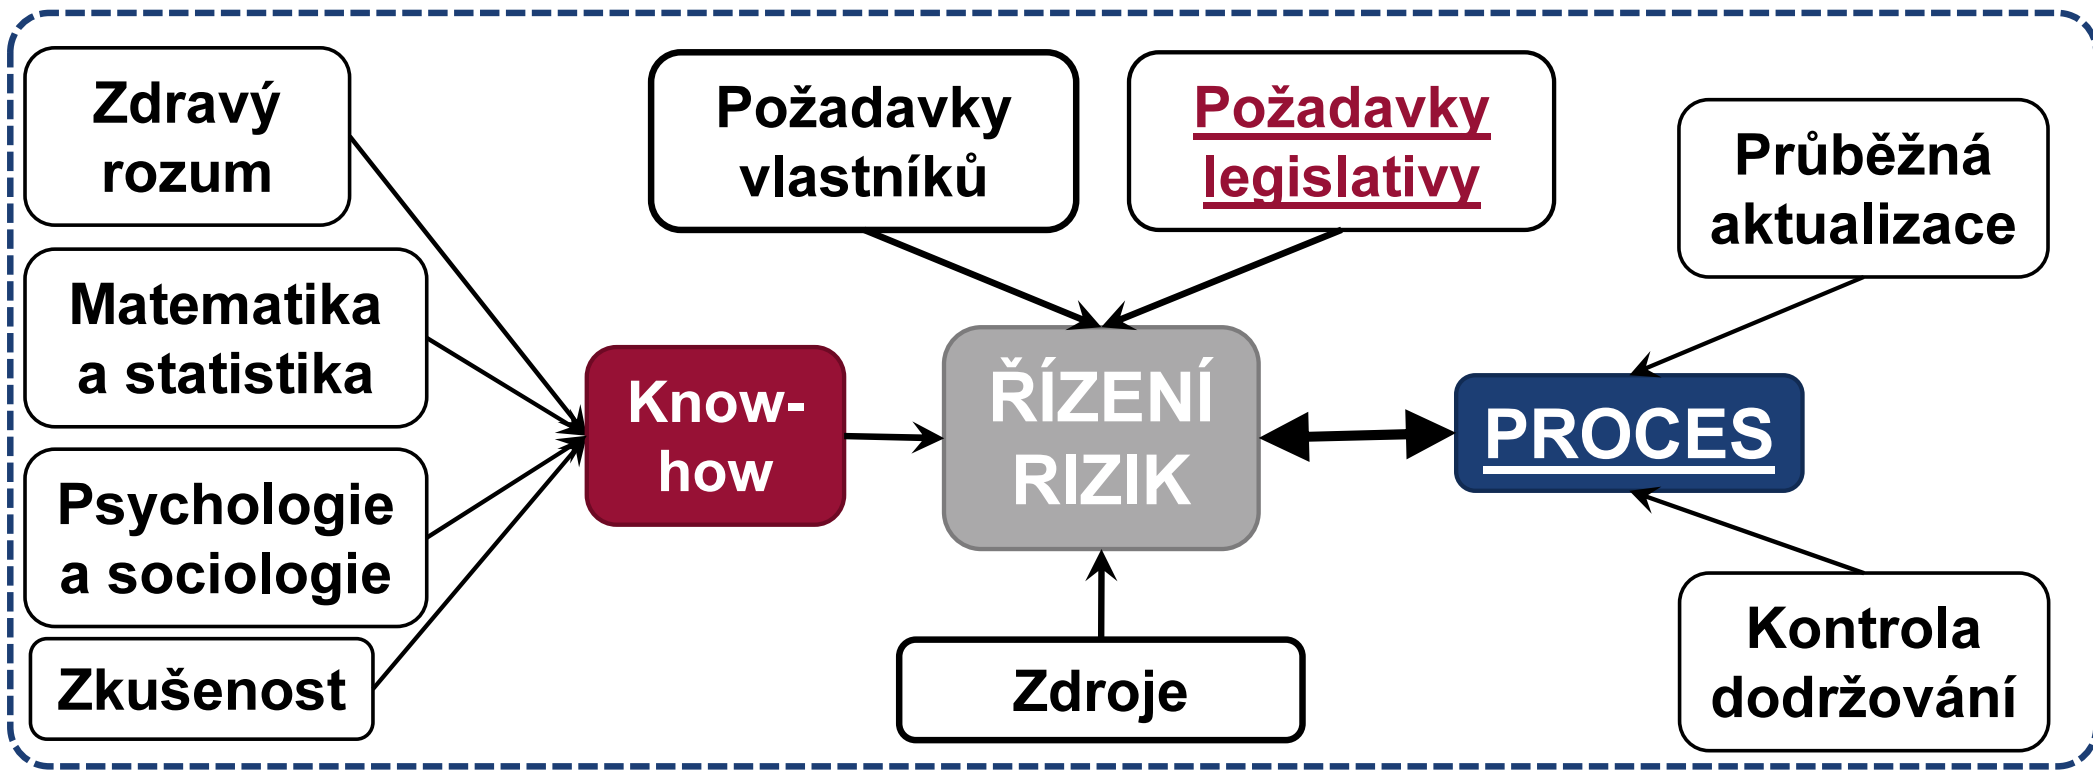 Zdravý
rozum
Matematika
a statistika
Psychologie
a sociologie
Zkušenost
Know-
how
Požadavky
vlastníků
Požadavky
legislativy
ŘÍZENÍ
RIZIK
Zdroje
PROCES
Průběžná
aktualizace
Kontrola
dodržování